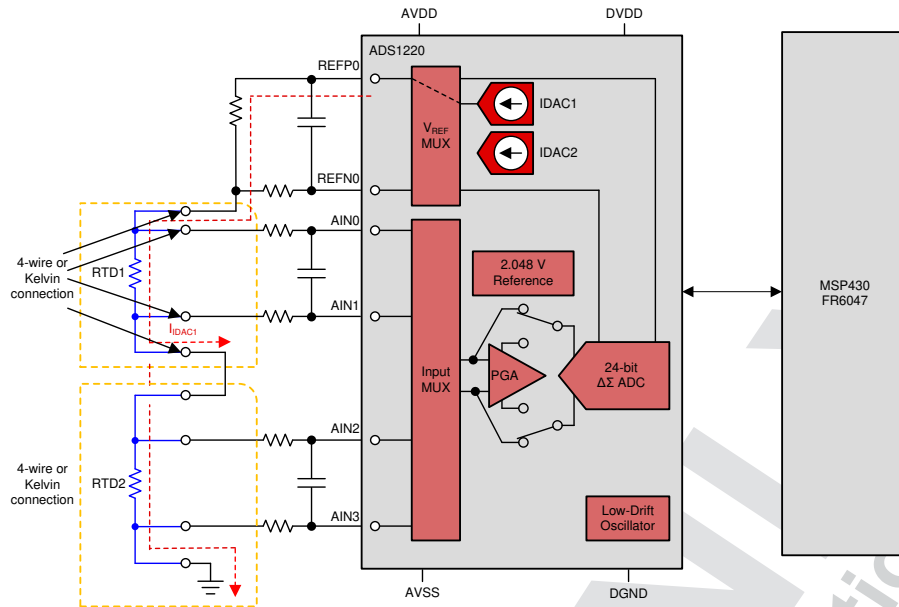 AVDD
DVDD
ADS1220
REFP0
IDAC1
VREF
MUX
IDAC2
REFN0
AIN0
4-wire or
Kelvin
connection
RTD1
2.048 V
Reference
MSP430
FR6047
AIN1
IIDAC1
Input
MUX
PGA
24-bit
ΔΣ ADC
AIN2
4-wire or
Kelvin
connection
RTD2
Low-Drift
Oscillator
AIN3
AVSS
DGND